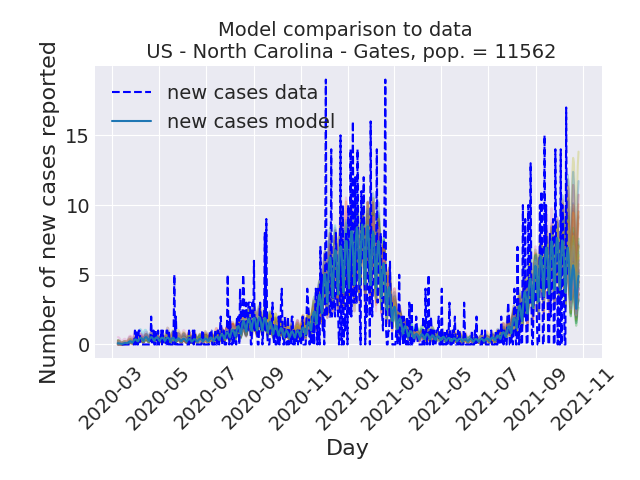 Model comparison to data
US - North Carolina - Gates, pop. = 11562
new cases data
new cases model
Number of new cases reported
15
10
5
0
2020-03
2020-05
2020-07
2020-09
2020-11
2021-01
2021-03
2021-05
2021-07
2021-09
2021-11
Day